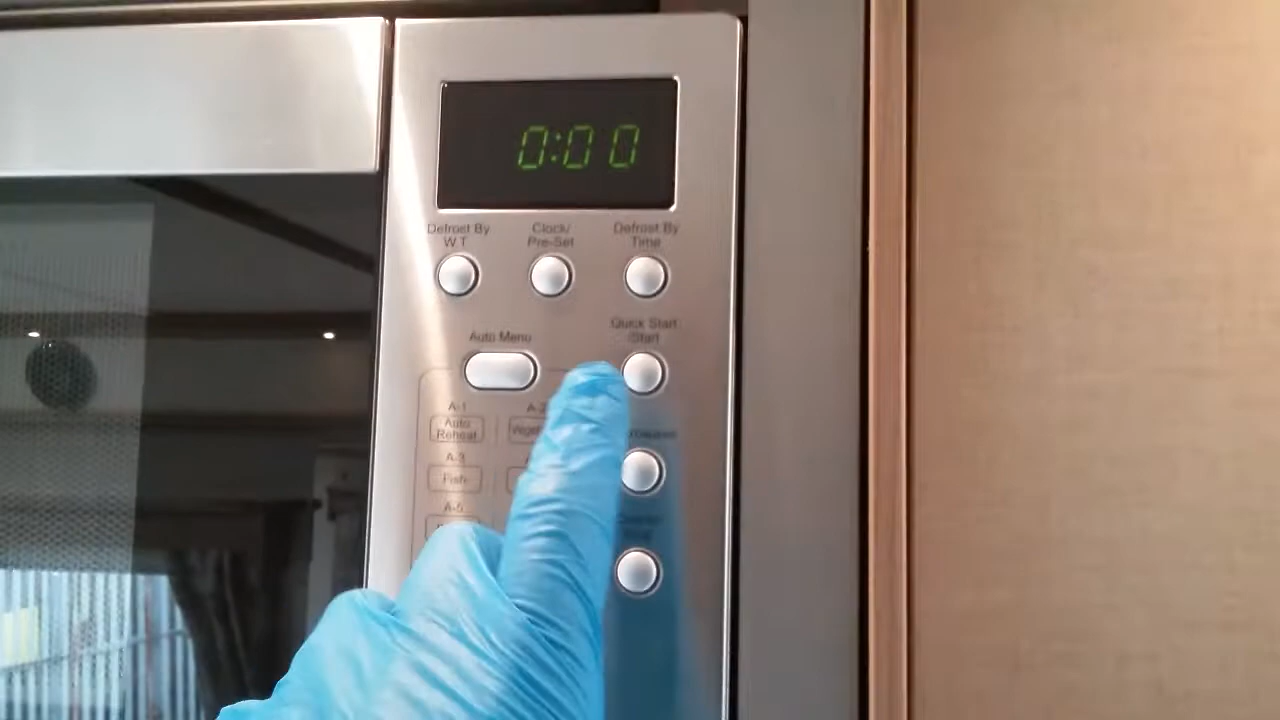 0:00
Defrost By
W T
Clock/
Pre-Set
Defrost By
Time
Quick Start
/Start
Auto Menu
A-1
Auto
Reheat
A-3
Fish
A-5